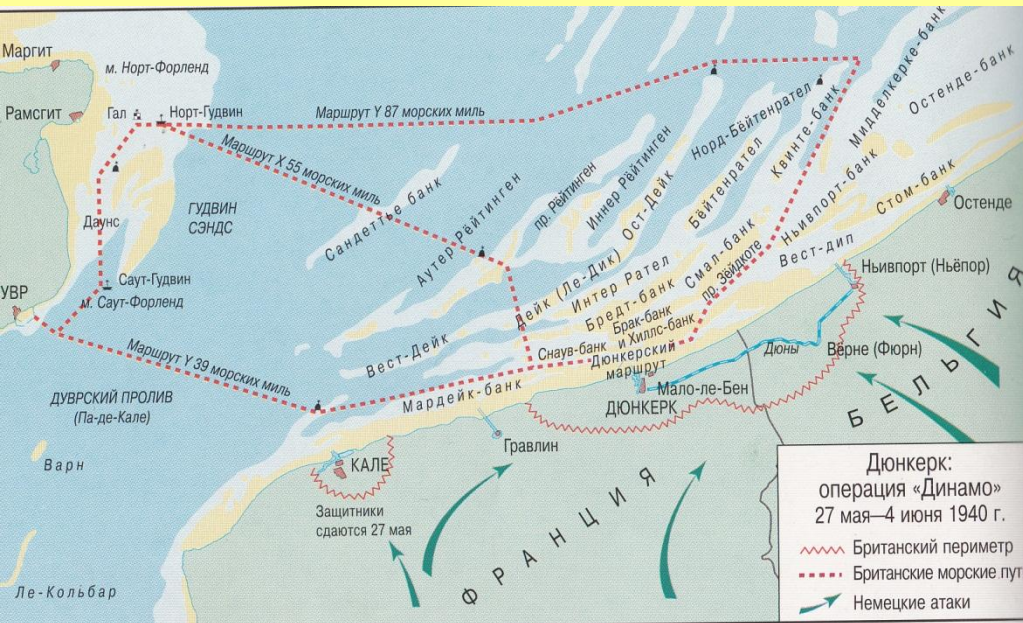 Маргит
м. Норт-Форленд
Рамсгит
Гал
Норт-Гудвин
Маршрут Y 87 морских миль
Маршрут X 55 морских миль
Даунс
ГУДВИН
СЭНДС
Саут-Гудвин
м. Саут-Форленд
УВР
Маршрут Y 39 морских миль
ДУВРСКИЙ ПРОЛИВ
(Па-де-Кале)
Варн
Ле-Кольбар
Сандеттье банк
Аутер Рёйтинген
пр. Рёйтинген
Иннер Рёйтинген
Ост-Дейк
Дейк (Ле-Дик)
Интер Рател
Бёйтенрател
Норд-Бёйтенрател
Квинте-банк
Мидделкерке-банк
Остенде-банк
Ньивпорт-банк
Стом-банк
Остенде
Вест-дип
Смал-банк
пр. Зёйдкоте
Бредт-банк
Брак-банк
и Хиллс-банк
Снаув-банк
Дюнкерский
маршрут
Вест-Дейк
Мардейк-банк
Ньивпорт (Ньёпор)
Дюны
Вёрне (Фюрн)
Мало-ле-Бен
ДЮНКЕРК
Гравлин
КАЛЕ
Защитники
сдаются 27 мая
ФРАНЦИЯ
БЕЛЬГИЯ
Дюнкерк:
операция «Динамо»
27 мая—4 июня 1940 г.
Британский периметр
Британские морские пут
Немецкие атаки